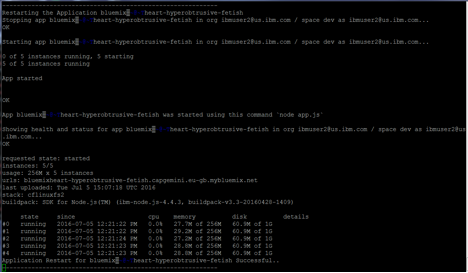 Restarting the Application bluemix heart-hyperobtrusive-fetish
Stopping app bluemix heart-hyperobtrusive-fetish in org ibmuser2@us.ibm.com / space dev as ibmuser2@us.ibm.com...
OK
Starting app bluemix heart-hyperobtrusive-fetish in org ibmuser2@us.ibm.com / space dev as ibmuser2@us.ibm.com...
0 of 5 instances running, 5 starting
5 of 5 instances running
App started
OK
App bluemix heart-hyperobtrusive-fetish was started using this command `node app.js`
Showing health and status for app bluemix heart-hyperobtrusive-fetish in org ibmuser2@us.ibm.com / space dev as ibmuser2@us
.ibm.com...
OK
requested state: started
instances: 5/5
usage: 256M x 5 instances
urls: bluemixheart-hyperobtrusive-fetish.capgemini.eu-gb.mybluemix.net
last uploaded: Tue Jul 5 15:07:18 UTC 2016
stack: cflinuxfs2
buildpack: SDK for Node.js(TM) (ibm-node.js-4.4.3, buildpack-v3.3-20160428-1409)
state since cpu memory disk details
#0 running 2016-07-05 12:21:22 PM 0.0% 27.7M of 256M 60.9M of 1G
#1 running 2016-07-05 12:21:22 PM 0.0% 29.2M of 256M 60.9M of 1G
#2 running 2016-07-05 12:21:24 PM 0.0% 27.2M of 256M 60.9M of 1G
#3 running 2016-07-05 12:21:23 PM 0.0% 28.8M of 256M 60.9M of 1G
#4 running 2016-07-05 12:21:23 PM 0.0% 28.8M of 256M 60.9M of 1G
Application Restart for bluemix heart-hyperobtrusive-fetish Successful..